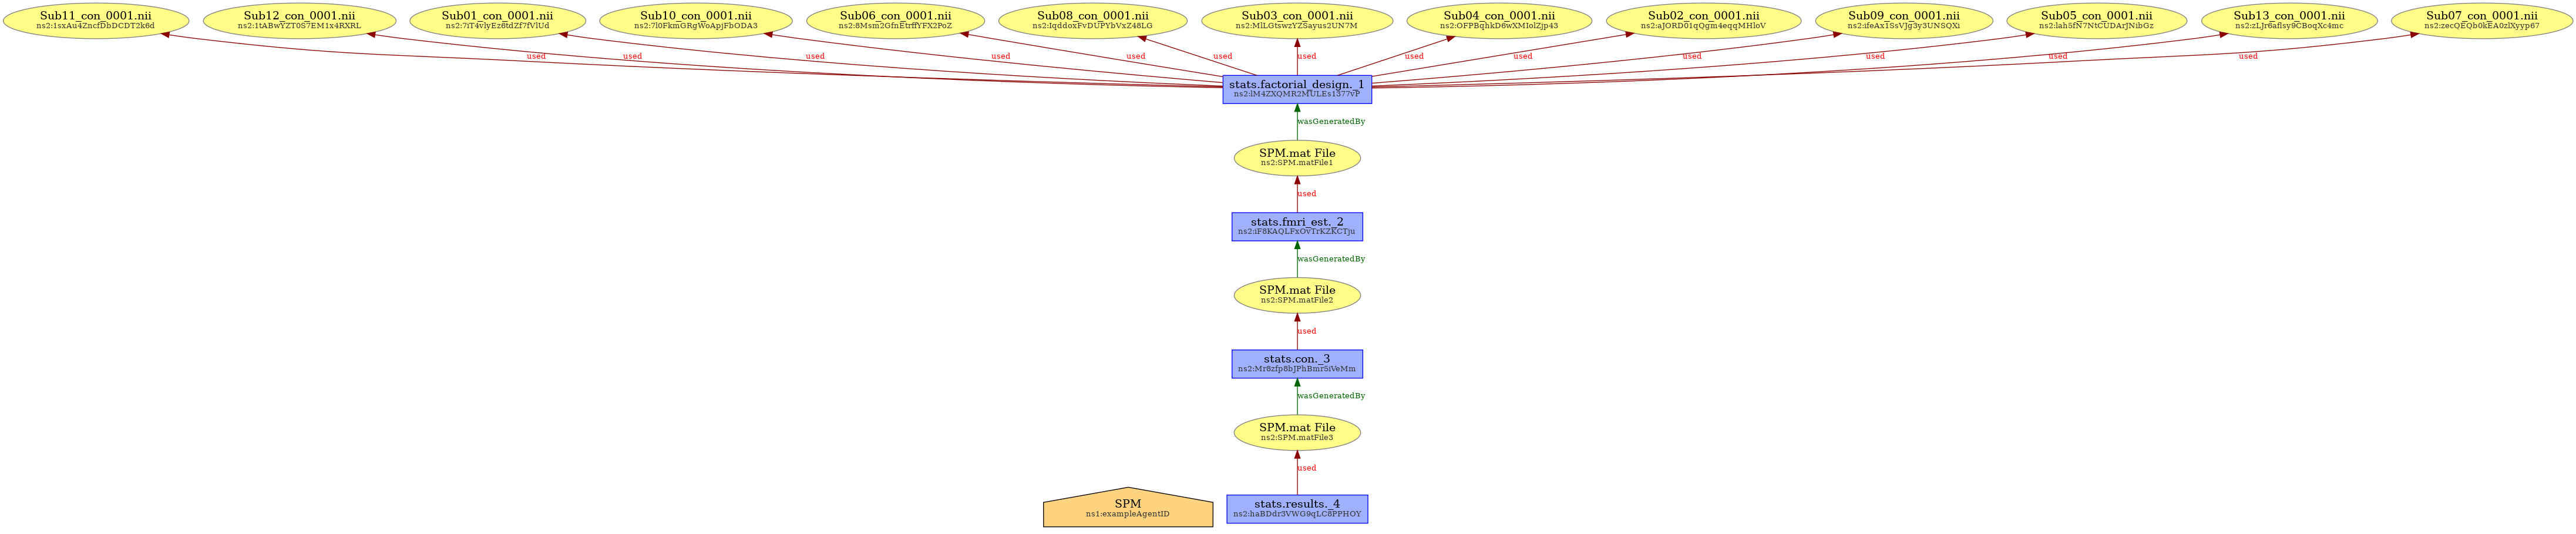 Sub11_con_0001.nii
ns2:1sxAu4ZncfDbDCDT2k6d
Sub12_con_0001.nii
ns2:1tABwYZT0S7EM1x4RXRL
Sub01_con_0001.nii
ns2:7iT4vlyEz6tdZf7fVlUd
Sub10_con_0001.nii
ns2:7l0FkmGRgWoApjFbODA3
Sub06_con_0001.nii
ns2:8Msm2GfnEtrffYFX2PoZ
Sub08_con_0001.nii
ns2:IqddoxFvDUPYbVxZ48LG
Sub03_con_0001.nii
ns2:MlLGtswzYZSayus2UN7M
Sub04_con_0001.nii
ns2:OFPBqhkD6wXMIolZjp43
Sub02_con_0001.nii
ns2:aJORD01qQgm4eqqMHloV
Sub09_con_0001.nii
ns2:ifeAx1SsVJg3y3UNSQXi
Sub05_con_0001.nii
ns2:lah5fN7NtCUDArJNibGz
Sub13_con_0001.nii
ns2:zLJr6aflsy9CBoqXc4mc
Sub07_con_0001.nii
ns2:zecQEQb0kEA0zlXyyp67
used
used
used
used
used
used
used
used
used
used
used
used
used
stats.factorial_design._1
ns2:lM4ZXQMR2MULEs1377vP
wasGeneratedBy
SPM.mat File
ns2:SPM.matFile1
used
stats.fmri_est._2
ns2:iF8KAQLFxOvTrKZKCTju
wasGeneratedBy
SPM.mat File
ns2:SPM.matFile2
used
stats.con._3
ns2:Mr8zfp8bJPhBmr5iVeMm
wasGeneratedBy
SPM.mat File
ns2:SPM.matFile3
used
SPM
ns1:exampleAgentID
stats.results._4
ns2:haBDdr3VWG9qLC8PPHOY